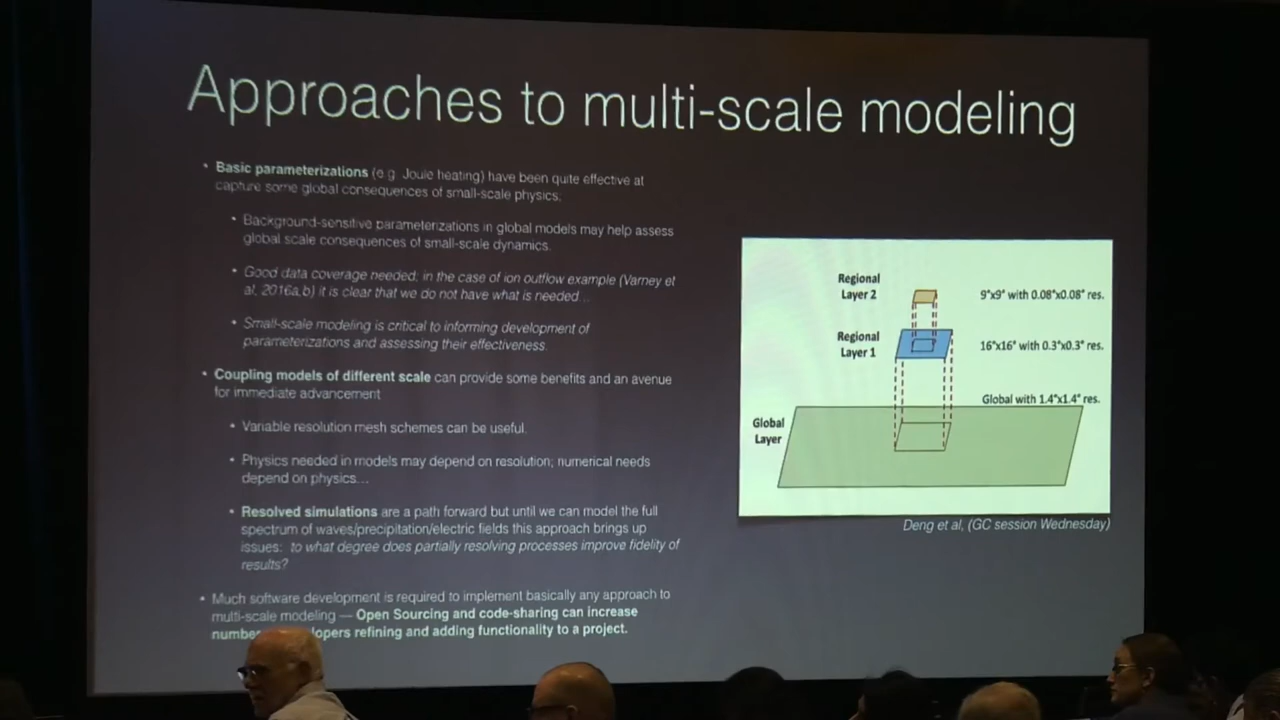 Approaches to multi-scale modeling
• Basic parameterizations (e.g. Joule heating) have been quite effective at
capture some global consequences of small-scale physics.
• Background-sensitive parameterizations in global models may help assess
global scale consequences of small-scale dynamics.
• Good data coverage needed; in the case of ion outflow example (Varney et
al, 2016a,b) it is clear that we do not have what is needed...
• Small-scale modeling is critical to informing development of
parameterizations and assessing their effectiveness.
• Coupling models of different scale can provide some benefits and an avenue
for immediate advancement
• Variable resolution mesh schemes can be useful.
• Physics needed in models may depend on resolution; numerical needs
depend on physics...
• Resolved simulations are a path forward but until we can model the full
spectrum of waves/precipitation/electric fields this approach brings up
issues: to what degree does partially resolving processes improve fidelity of
results?
• Much software development is required to implement basically any approach to
multi-scale modeling — Open Sourcing and code-sharing can increase
refining and adding functionality to a project.
Regional
Layer 2
9°x9° with 0.08°x0.08° res.
Regional
Layer 1
16°x16° with 0.3°x0.3° res.
Global with 1.4°x1.4° res.
Global
Layer
Deng et al, (GC session Wednesday)